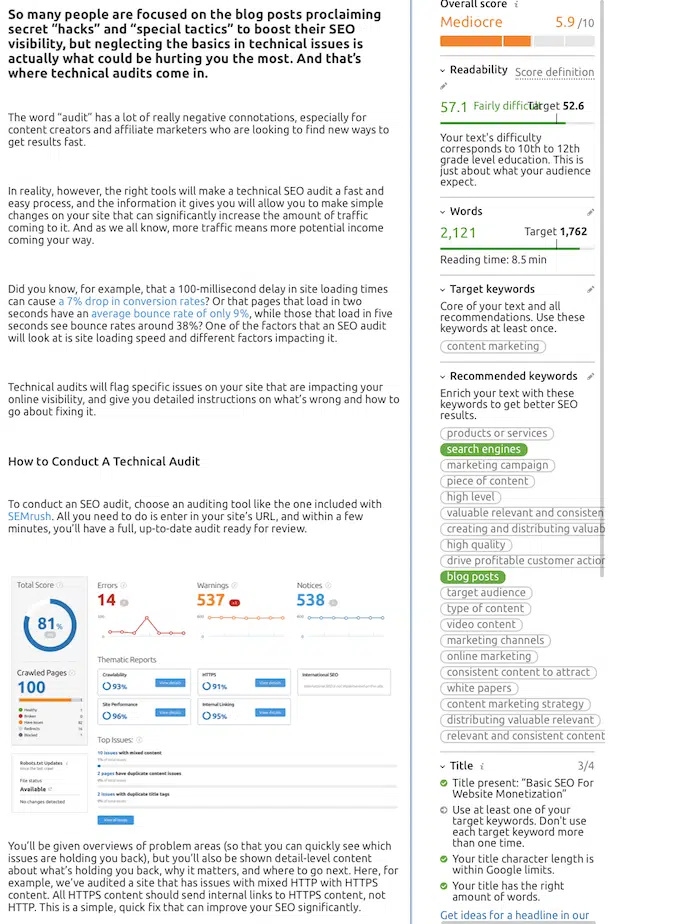 So many people are focused on the blog posts proclaiming
secret “hacks” and “special tactics” to boost their SEO
visibility, but neglecting the basics in technical issues is
actually what could be hurting you the most. And that’s
where technical audits come in.
The word “audit” has a lot of really negative connotations, especially for
content creators and affiliate marketers who are looking to find new ways to
get results fast.
In reality, however, the right tools will make a technical SEO audit a fast and
easy process, and the information it gives you will allow you to make simple
changes on your site that can significantly increase the amount of traffic
coming to it. And as we all know, more traffic means more potential income
coming your way.
Did you know, for example, that a 100-millisecond delay in site loading times
can cause a 7% drop in conversion rates? Or that pages that load in two
seconds have an average bounce rate of only 9%, while those that load in five
seconds see bounce rates around 38%? One of the factors that an SEO audit
will look at is site loading speed and different factors impacting it.
Technical audits will flag specific issues on your site that are impacting your
online visibility, and give you detailed instructions on what’s wrong and how to
go about fixing it.
How to Conduct A Technical Audit
To conduct an SEO audit, choose an auditing tool like the one included with
SEMrush. All you need to do is enter in your site’s URL, and within a few
minutes, you’ll have a full, up-to-date audit ready for review.
Total Score
81%
Crawled Pages
100
Healthy
Broken
Have issues
Redirects
Blocked
Robots.txt Updates
since the last crawl
File status
Available
No changes detected
Errors
14
Warnings
537
Notices
538
Thematic Reports
Crawlability
93%
View details
HTTPS
91%
View details
International SEO
Site Performance
96%
View details
Internal Linking
95%
View details
Top Issues:
10 issues with mixed content
2 pages have duplicate content issues
2 issues with duplicate title tags
View all issues
You’ll be given overviews of problem areas (so that you can quickly see which
issues are holding you back), but you’ll also be shown detail-level content
about what’s holding you back, why it matters, and where to go next. Here, for
example, we’ve audited a site that has issues with mixed HTTP with HTTPS
content. All HTTPS content should send internal links to HTTPS content, not
HTTP. This is a simple, quick fix that can improve your SEO significantly.
Overall score
Mediocre 5.9/10
Readability Score definition
57.1 Fairly difficult Target 52.6
Your text’s difficulty
corresponds to 10th to 12th
grade level education. This is
just about what your audience
expect.
Words
2,121 Target 1,762
Reading time: 8.5 min
Target keywords
Core of your text and all
recommendations. Use these
keywords at least once.
content marketing
Recommended keywords
Enrich your text with these
keywords to get better SEO
results.
products or services
search engines
marketing campaign
piece of content
high level
valuable relevant and consisten
creating and distributing valuab
high quality
drive profitable customer action
blog posts
target audience
type of content
video content
marketing channels
online marketing
consistent content to attract
white papers
content marketing strategy
distributing valuable relevant
relevant and consistent content
Title 3/4
Title present: “Basic SEO For
Website Monetization”
Use at least one of your
target keywords. Don’t use
each target keyword more
than one time.
Your title character length is
within Google limits.
Your title has the right
amount of words.
Get ideas for a headline in our